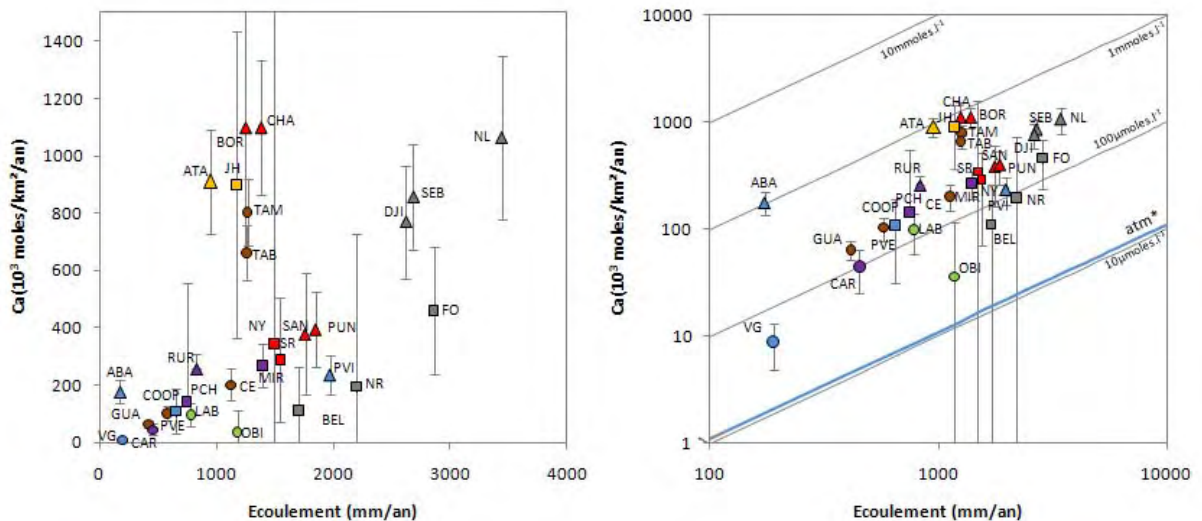 1400
1200
1000
800
600
400
200
0
Ca(10³ moles/km²/an)
0 1000 2000 3000 4000
Ecoulement (mm/an)
BOR
CHA
ATA
JH
TAM
TAB
NL
SEB
DJI
FO
NY
SAN
PUN
SR
RUR
MIR
PVI
ABA
COOP
PCH
CE
NR
GUA
LAB
BEL
PVE
OBI
VG
CAR
10000
1000
100
10
1
Ca(10³ moles/km²/an)
100 1000 10000
Ecoulement (mm/an)
10mmoles.l⁻¹
1mmoles.l⁻¹
100µmoles.l⁻¹
atm*
10µmoles.l⁻¹
CHA
ATA
JH
BOR
TAM
TAB
SEB
NL
DJI
SAN
PUN
FO
RUR
SR
ABA
PCH
COOP
CE
MIR
NY
PVI
NR
GUA
PVE
LAB
BEL
CAR
OBI
VG